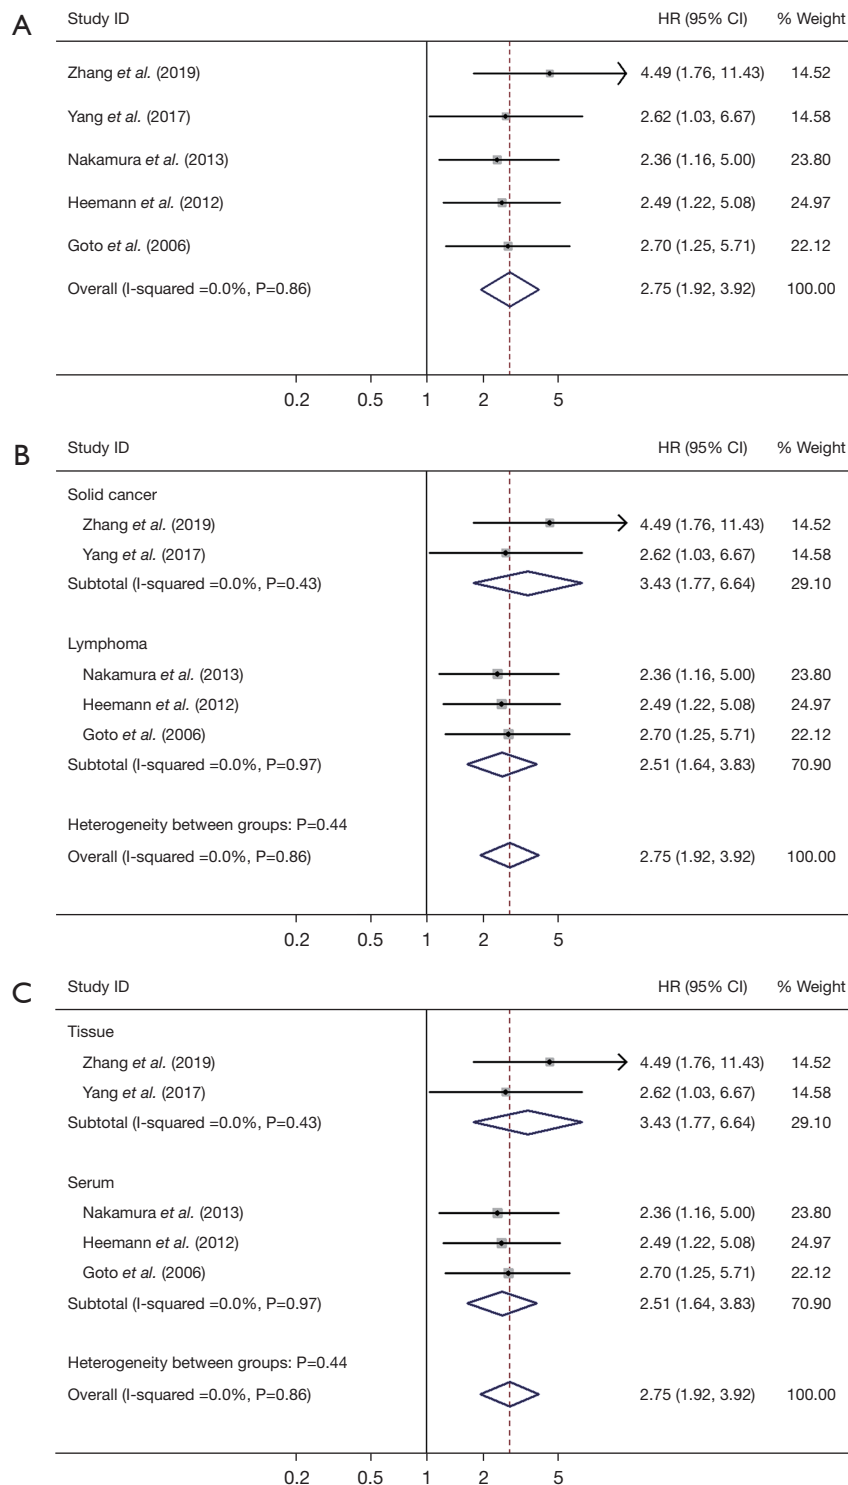 A
Study ID HR (95% CI) % Weight
Zhang et al. (2019) 4.49 (1.76, 11.43) 14.52
Yang et al. (2017) 2.62 (1.03, 6.67) 14.58
Nakamura et al. (2013) 2.36 (1.16, 5.00) 23.80
Heemann et al. (2012) 2.49 (1.22, 5.08) 24.97
Goto et al. (2006) 2.70 (1.25, 5.71) 22.12
Overall (I-squared =0.0%, P=0.86) 2.75 (1.92, 3.92) 100.00
0.2 0.5 1 2 5
B
Study ID HR (95% CI) % Weight
Solid cancer
Zhang et al. (2019) 4.49 (1.76, 11.43) 14.52
Yang et al. (2017) 2.62 (1.03, 6.67) 14.58
Subtotal (I-squared =0.0%, P=0.43) 3.43 (1.77, 6.64) 29.10
Lymphoma
Nakamura et al. (2013) 2.36 (1.16, 5.00) 23.80
Heemann et al. (2012) 2.49 (1.22, 5.08) 24.97
Goto et al. (2006) 2.70 (1.25, 5.71) 22.12
Subtotal (I-squared =0.0%, P=0.97) 2.51 (1.64, 3.83) 70.90
Heterogeneity between groups: P=0.44
Overall (I-squared =0.0%, P=0.86) 2.75 (1.92, 3.92) 100.00
0.2 0.5 1 2 5
C
Study ID HR (95% CI) % Weight
Tissue
Zhang et al. (2019) 4.49 (1.76, 11.43) 14.52
Yang et al. (2017) 2.62 (1.03, 6.67) 14.58
Subtotal (I-squared =0.0%, P=0.43) 3.43 (1.77, 6.64) 29.10
Serum
Nakamura et al. (2013) 2.36 (1.16, 5.00) 23.80
Heemann et al. (2012) 2.49 (1.22, 5.08) 24.97
Goto et al. (2006) 2.70 (1.25, 5.71) 22.12
Subtotal (I-squared =0.0%, P=0.97) 2.51 (1.64, 3.83) 70.90
Heterogeneity between groups: P=0.44
Overall (I-squared =0.0%, P=0.86) 2.75 (1.92, 3.92) 100.00
0.2 0.5 1 2 5